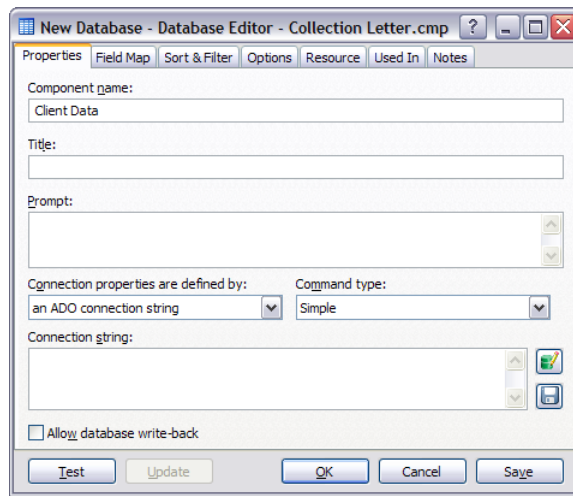 New Database - Database Editor - Collection Letter.cmp
Properties Field Map Sort & Filter Options Resource Used In Notes
Component name:
Client Data
Title:
Prompt:
Connection properties are defined by: Command type:
an ADO connection string Simple
Connection string:
Allow database write-back
Test Update OK Cancel Save